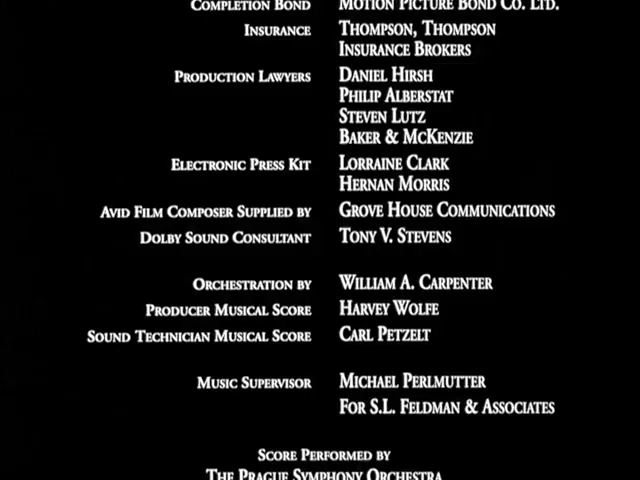 Completion Bond Motion Picture Bond Co. Ltd.
Insurance Thompson, Thompson
Insurance Brokers
Production Lawyers Daniel Hirsh
Philip Alberstat
Steven Lutz
Baker & McKenzie
Electronic Press Kit Lorraine Clark
Hernan Morris
Avid Film Composer Supplied by Grove House Communications
Dolby Sound Consultant Tony V. Stevens
Orchestration by William A. Carpenter
Producer Musical Score Harvey Wolfe
Sound Technician Musical Score Carl Petzelt
Music Supervisor Michael Perlmutter
For S.L. Feldman & Associates
Score Performed by
The Prague Symphony Orchestra